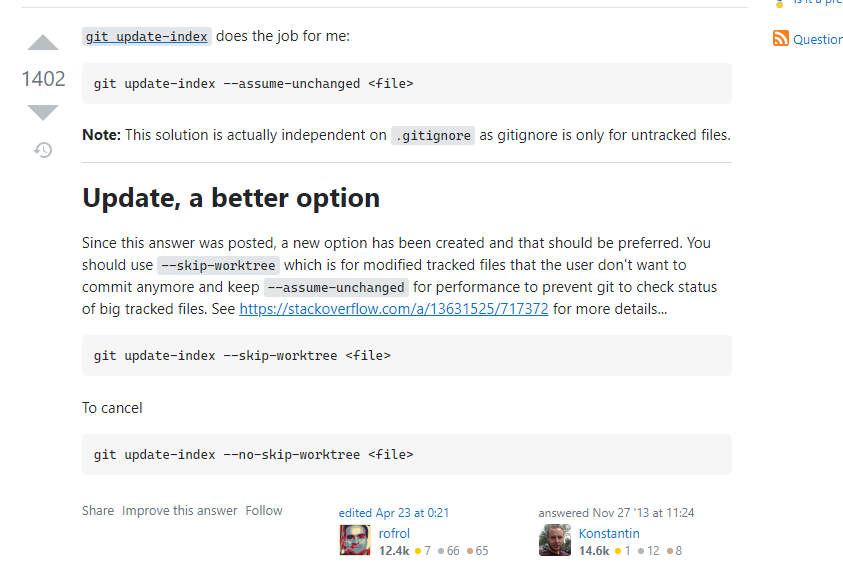 git update-index does the job for me:
1402
git update-index --assume-unchanged <file>
Note: This solution is actually independent on .gitignore as gitignore is only for untracked files.
Update, a better option
Since this answer was posted, a new option has been created and that should be preferred. You
should use --skip-worktree which is for modified tracked files that the user don't want to
commit anymore and keep --assume-unchanged for performance to prevent git to check status
of big tracked files. See https://stackoverflow.com/a/13631525/717372 for more details...
git update-index --skip-worktree <file>
To cancel
git update-index --no-skip-worktree <file>
Share Improve this answer Follow
edited Apr 23 at 0:21
rofrol
12.4k 7 66 65
answered Nov 27 '13 at 11:24
Konstantin
14.6k 1 12 8
Question